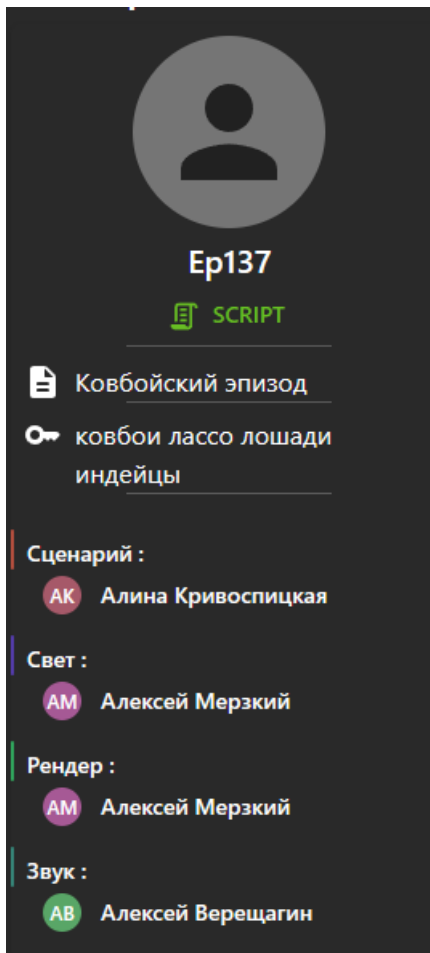 Ep137
SCRIPT
Ковбойский эпизод
ковбои лассо лошади
индейцы
Сценарий :
АК Алина Кривоспицкая
Свет :
АМ Алексей Мерзкий
Рендер :
АМ Алексей Мерзкий
Звук :
АВ Алексей Верещагин